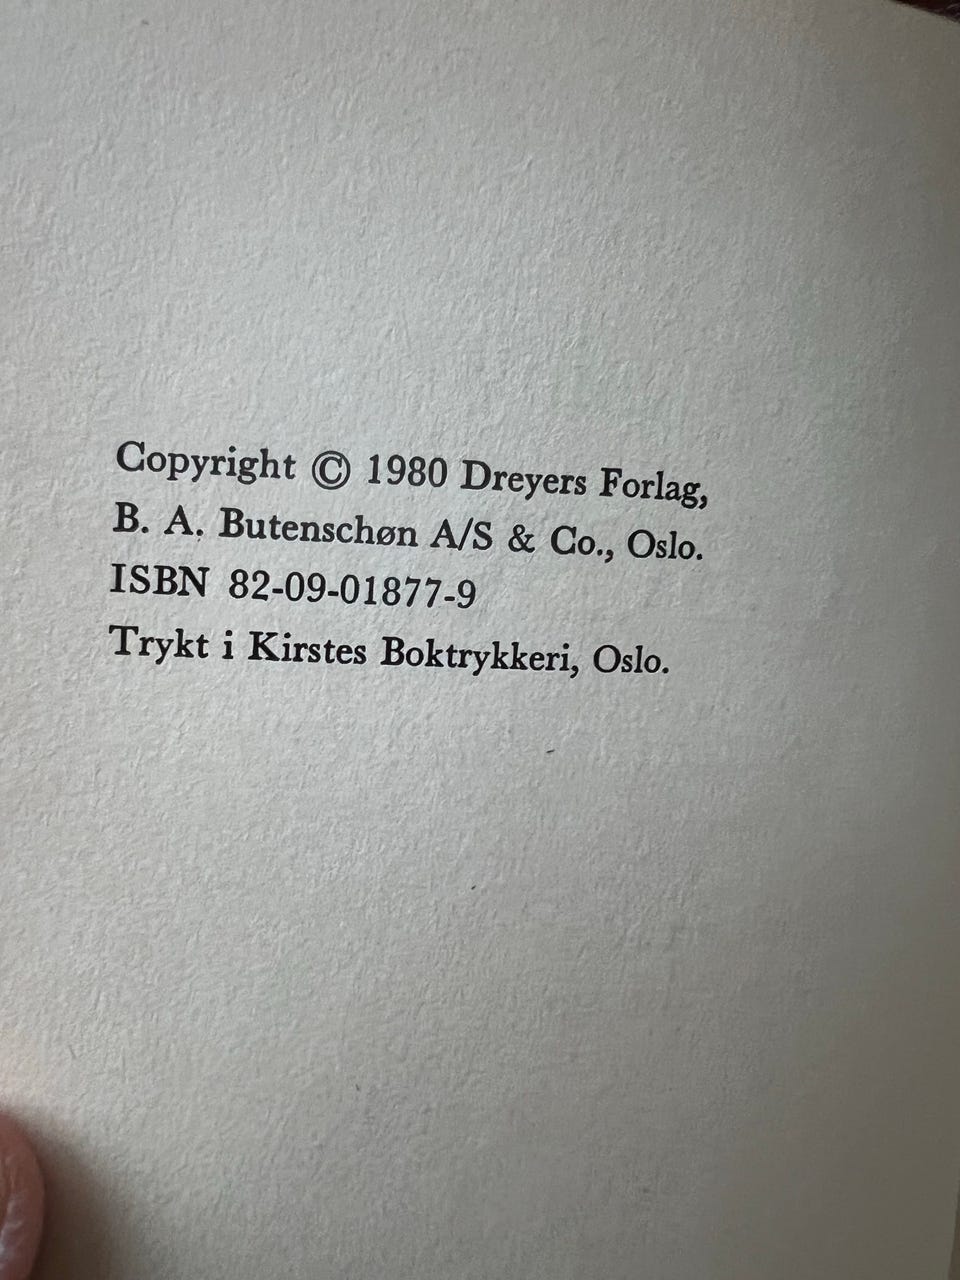 Copyright © 1980 Dreyers Forlag,
B. A. Butenschøn A/S & Co., Oslo.
ISBN 82-09-01877-9
Trykt i Kirstes Boktrykkeri, Oslo.